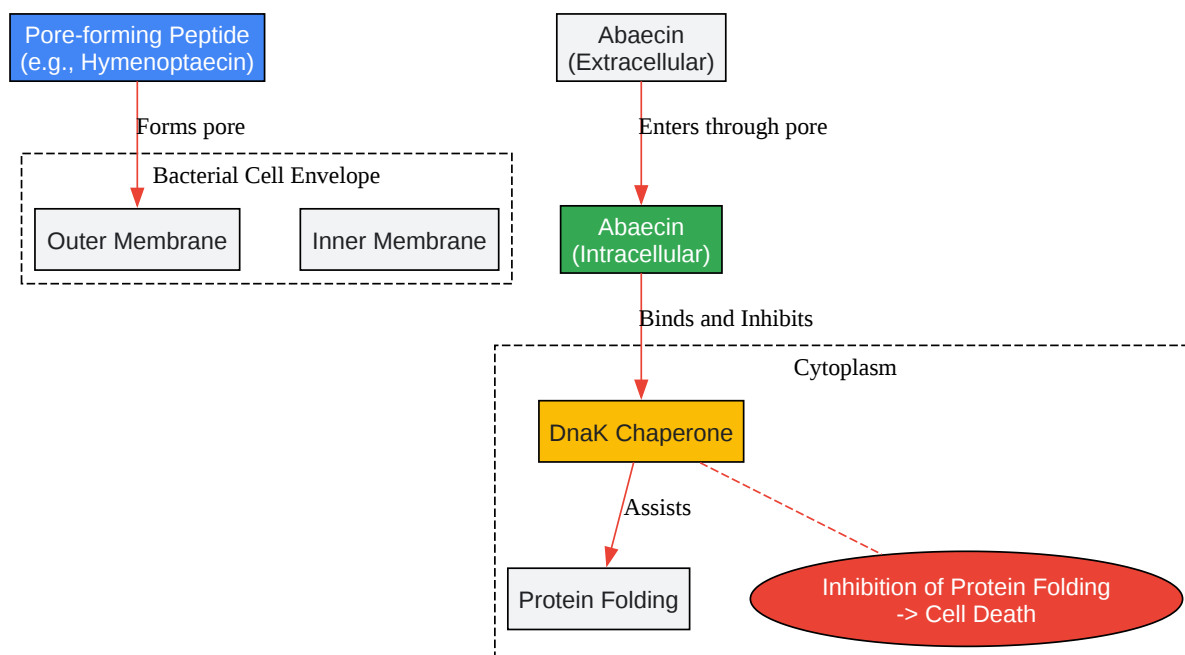 Pore-forming Peptide
(e.g., Hymenoptaecin)
Abaecin
(Extracellular)
Forms pore
Enters through pore
Bacterial Cell Envelope
Outer Membrane
Inner Membrane
Abaecin
(Intracellular)
Binds and Inhibits
Cytoplasm
DnaK Chaperone
Assists
Protein Folding
Inhibition of Protein Folding
-> Cell Death